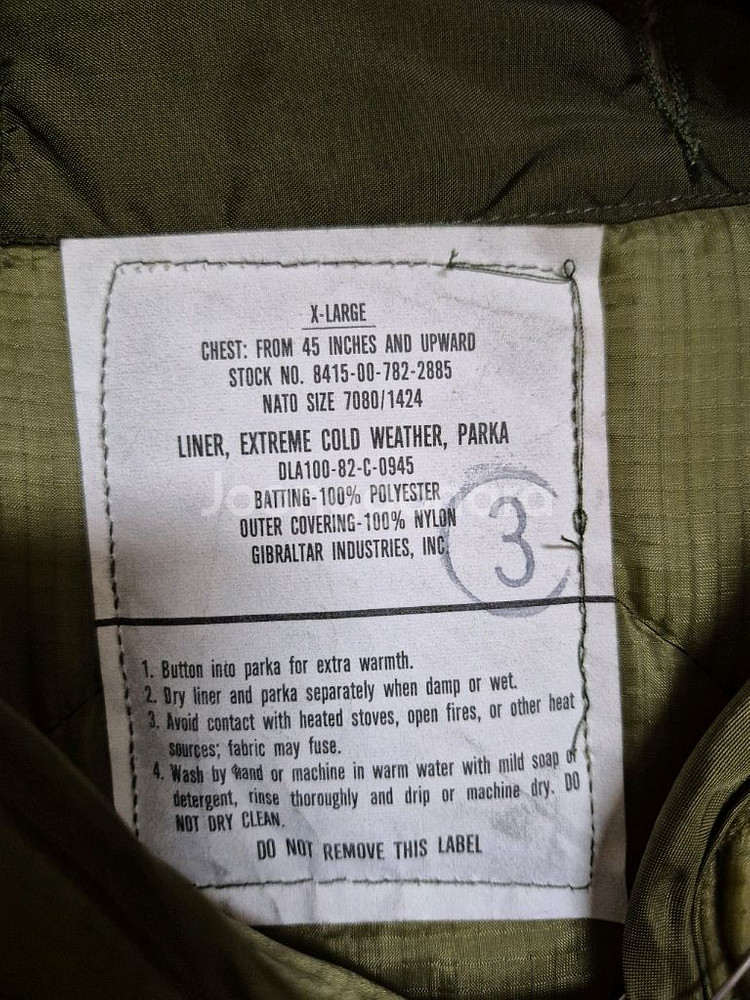 X-LARGE
CHEST: FROM 45 INCHES AND UPWARD
STOCK NO. 8415-00-782-2885
NATO SIZE 7080/1424
LINER, EXTREME COLD WEATHER, PARKA
DLA100-82-C-0945
BATTING-100% POLYESTER
OUTER COVERING-100% NYLON
GIBRALTAR INDUSTRIES, INC.
3
1. Button into parka for extra warmth.
2. Dry liner and parka separately when damp or wet.
3. Avoid contact with heated stoves, open fires, or other heat
sources; fabric may fuse.
4. Wash by hand or machine in warm water with mild soap or
detergent, rinse thoroughly and drip or machine dry. DO
NOT DRY CLEAN.
DO NOT REMOVE THIS LABEL